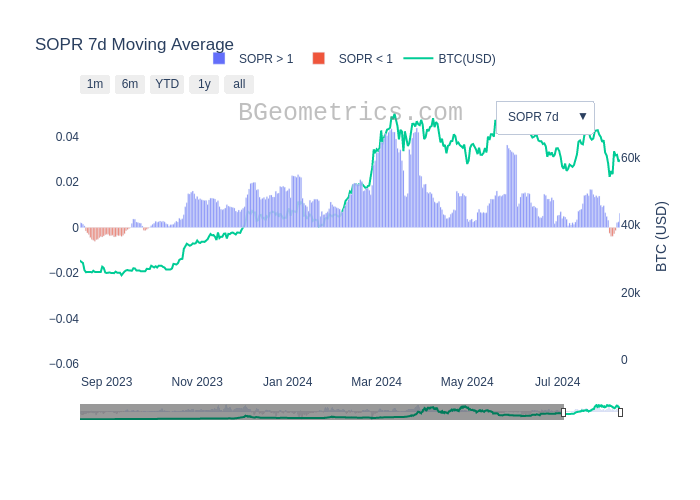 SOPR 7d Moving Average
SOPR > 1
SOPR < 1
BTC(USD)
1m
6m
YTD
1y
all
BGeometrics.com
SOPR 7d ▼
0.04
0.02
0
−0.02
−0.04
−0.06
60k
40k
20k
0
BTC (USD)
Sep 2023
Nov 2023
Jan 2024
Mar 2024
May 2024
Jul 2024